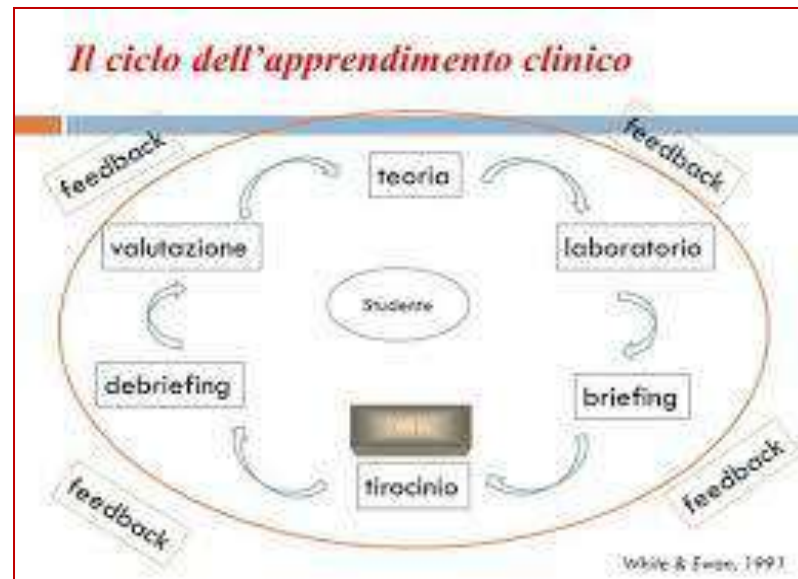 Il ciclo dell'apprendimento clinico
feedback
feedback
teoria
valutazione
laboratorio
Studente
debriefing
briefing
tirocinio
feedback
feedback
White & Ewan, 1991